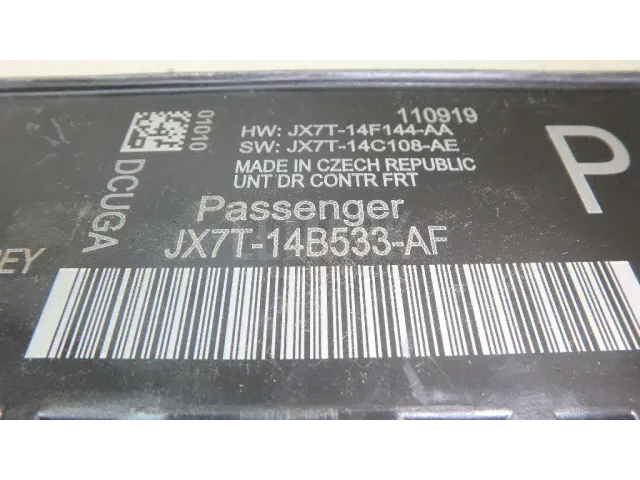 110919
01010
HW: JX7T-14F144-AA
SW: JX7T-14C108-AE
MADE IN CZECH REPUBLIC
UNT DR CONTR FRT
P
DCUGA
Passenger
JX7T-14B533-AF
EY